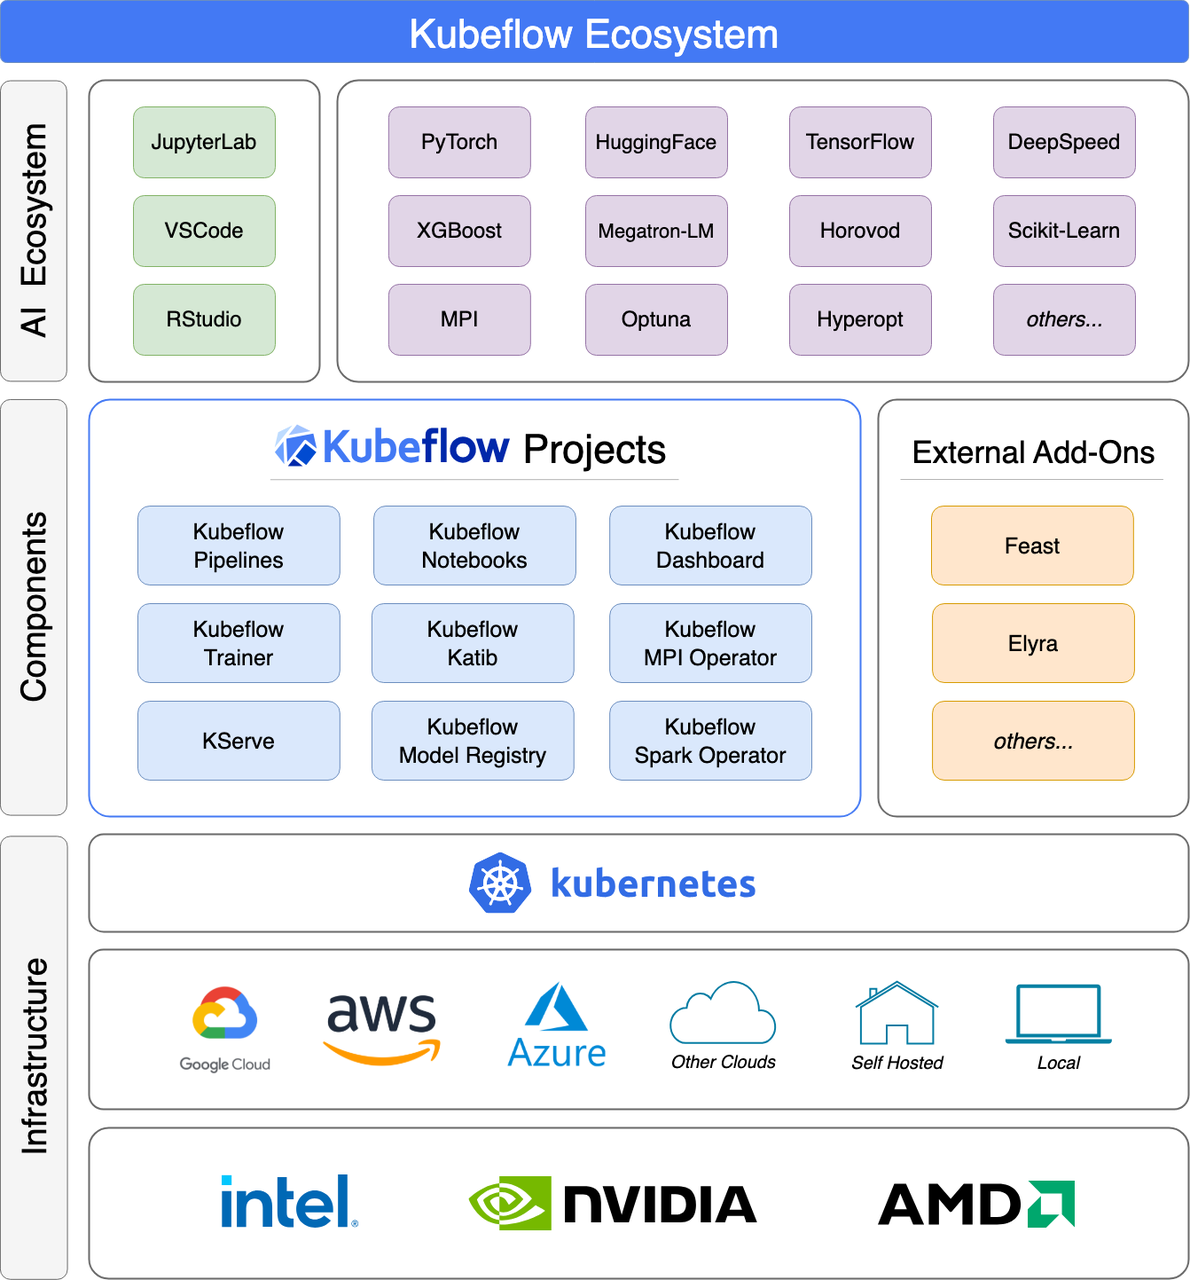 Kubeflow Ecosystem
AI Ecosystem
JupyterLab
VSCode
RStudio
PyTorch
HuggingFace
TensorFlow
DeepSpeed
XGBoost
Megatron-LM
Horovod
Scikit-Learn
MPI
Optuna
Hyperopt
others...
Components
Kubeflow Projects
Kubeflow
Pipelines
Kubeflow
Notebooks
Kubeflow
Dashboard
Kubeflow
Trainer
Kubeflow
Katib
Kubeflow
MPI Operator
KServe
Kubeflow
Model Registry
Kubeflow
Spark Operator
External Add-Ons
Feast
Elyra
others...
Infrastructure
kubernetes
Google Cloud
aws
Azure
Other Clouds
Self Hosted
Local
intel®
NVIDIA
AMD